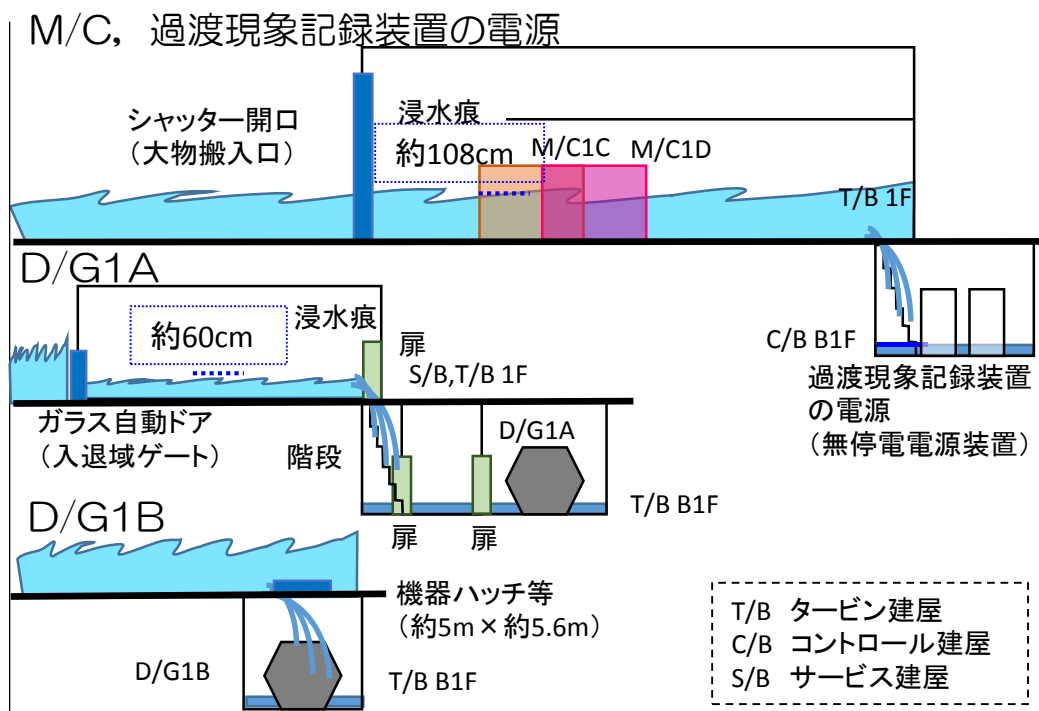 M/C，過渡現象記録装置の電源
シャッター開口
（大物搬入口）
浸水痕
約108cm
M/C1C
M/C1D
T/B 1F
D/G1A
約60cm
浸水痕
扉
S/B,T/B 1F
C/B B1F
過渡現象記録装置
の電源
（無停電電源装置）
ガラス自動ドア
（入退域ゲート）
階段
D/G1A
T/B B1F
扉
扉
D/G1B
機器ハッチ等
（約5m×約5.6m）
D/G1B
T/B B1F
T/B タービン建屋
C/B コントロール建屋
S/B サービス建屋